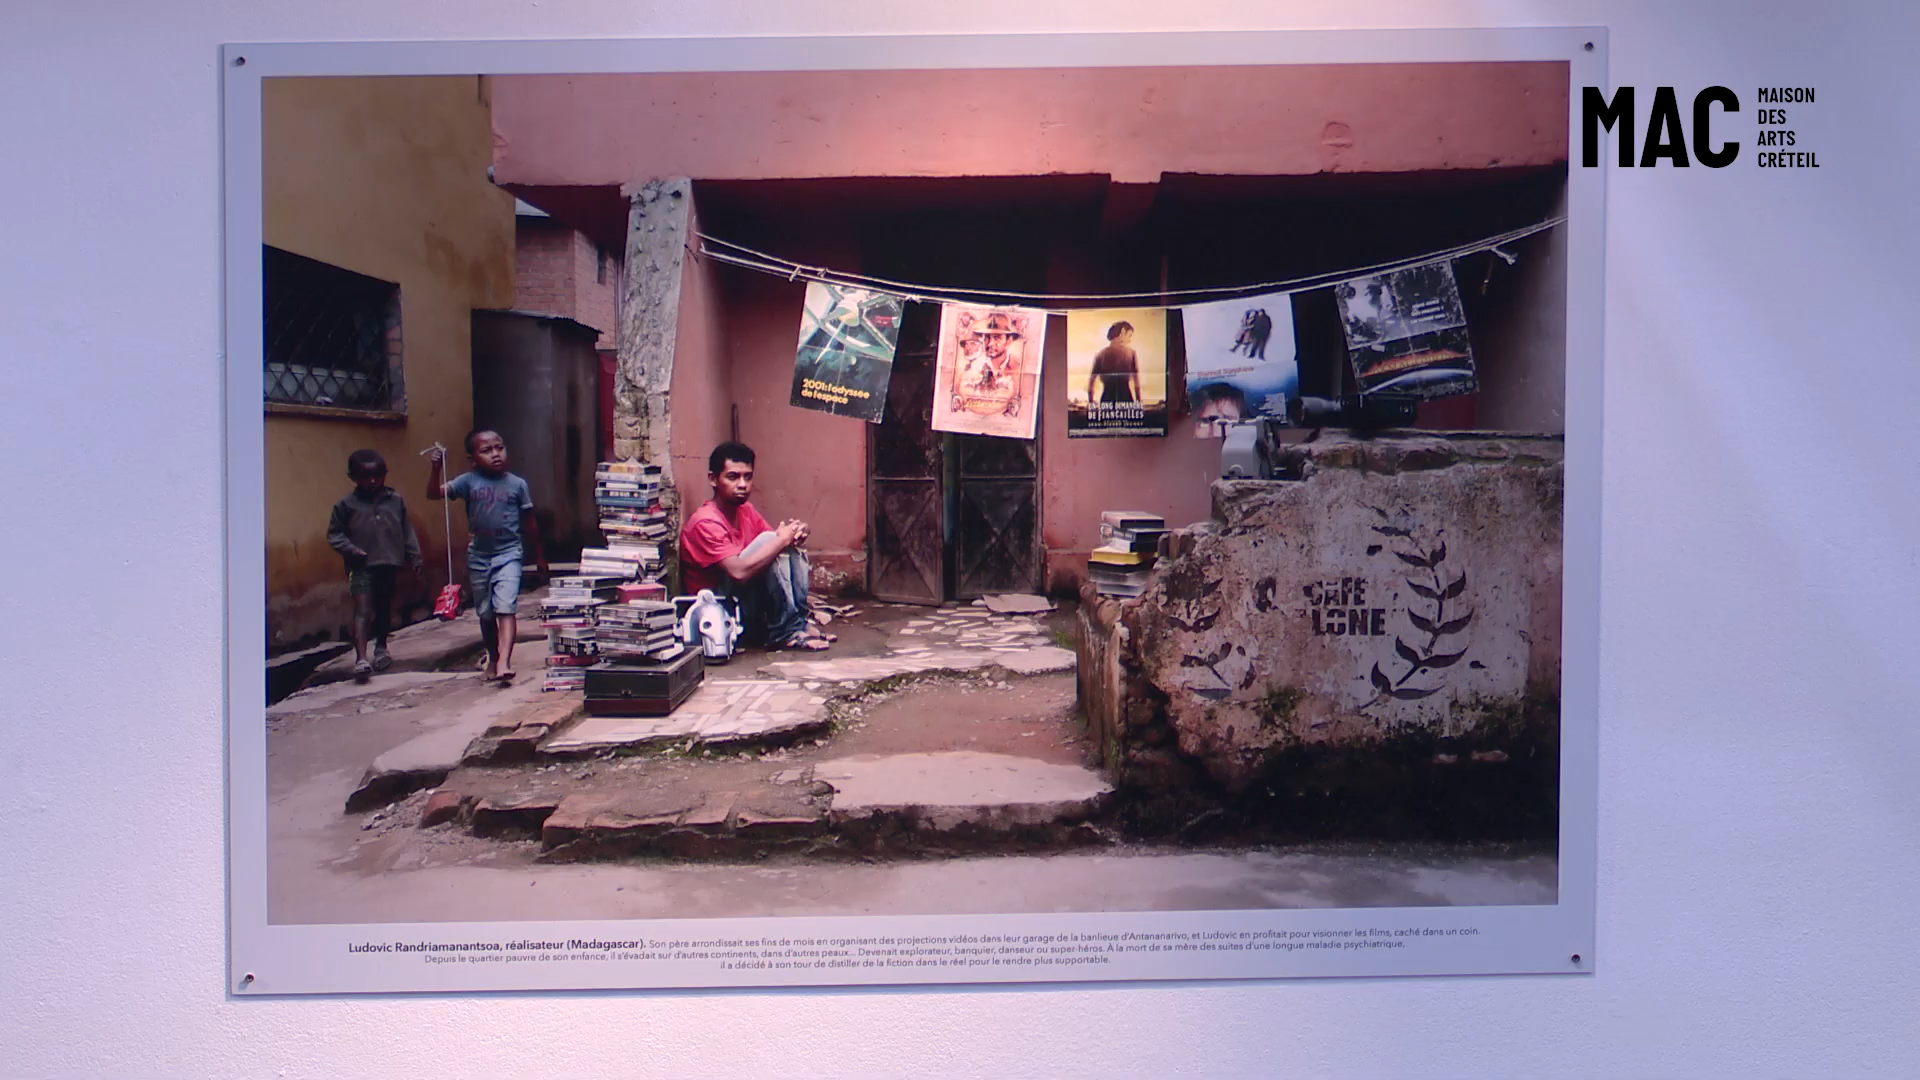 MAC
MAISON
DES
ARTS
CRÉTEIL
2001: l'odyssée
de l'espace
UN LONG DIMANCHE
DE FIANÇAILLES
CAFE
LUNE
Ludovic Randriamanantsoa, réalisateur (Madagascar). Son père arrondissait ses fins de mois en organisant des projections vidéos dans leur garage de la banlieue d'Antananarivo, et Ludovic en profitait pour visionner les films, caché dans un coin.
Depuis le quartier pauvre de son enfance, il s'évadait sur d'autres continents, dans d'autres peaux... Devenait explorateur, banquier, danseur ou super-héros. À la mort de sa mère des suites d'une longue maladie psychiatrique,
il a décidé à son tour de distiller de la fiction dans le réel pour le rendre plus supportable.